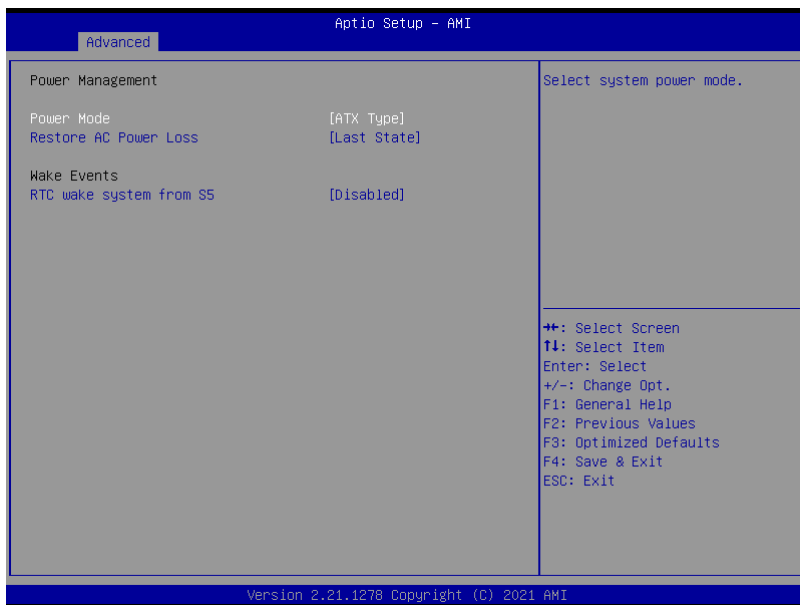 Aptio Setup – AMI
Advanced
Power Management
Power Mode [ATX Type]
Restore AC Power Loss [Last State]
Wake Events
RTC wake system from S5 [Disabled]
Select system power mode.
→←: Select Screen
↑↓: Select Item
Enter: Select
+/-: Change Opt.
F1: General Help
F2: Previous Values
F3: Optimized Defaults
F4: Save & Exit
ESC: Exit
Version 2.21.1278 Copyright (C) 2021 AMI